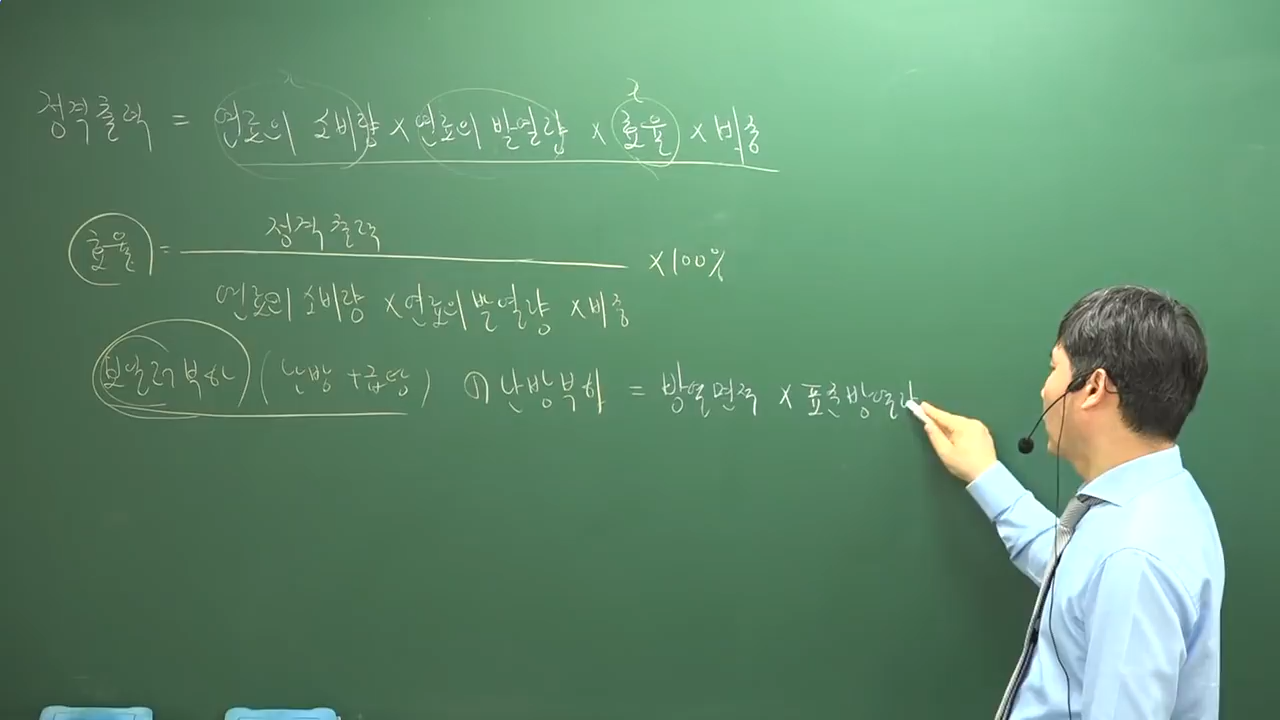 정격출력 = 연료의 소비량 x 연료의 발열량 x 효율 x 비중
효율 = 정격출력
x100%
연료의 소비량 x 연료의 발열량 x 비중
보일러부하 (난방+급탕) ① 난방부하 = 방열면적 x 표준방열량